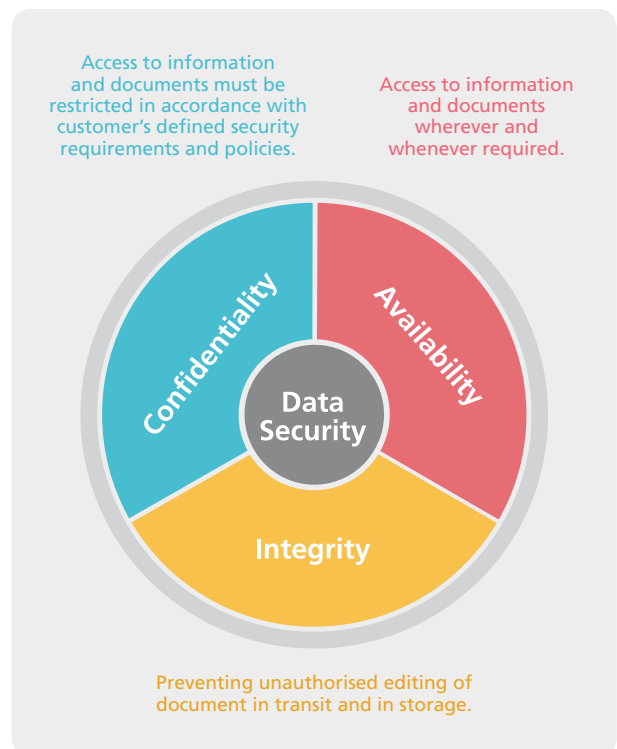 Access to information
and documents must be
restricted in accordance with
customer's defined security
requirements and policies.
Access to information
and documents
wherever and
whenever required.
Confidentiality
Availability
Data
Security
Integrity
Preventing unauthorised editing of
document in transit and in storage.